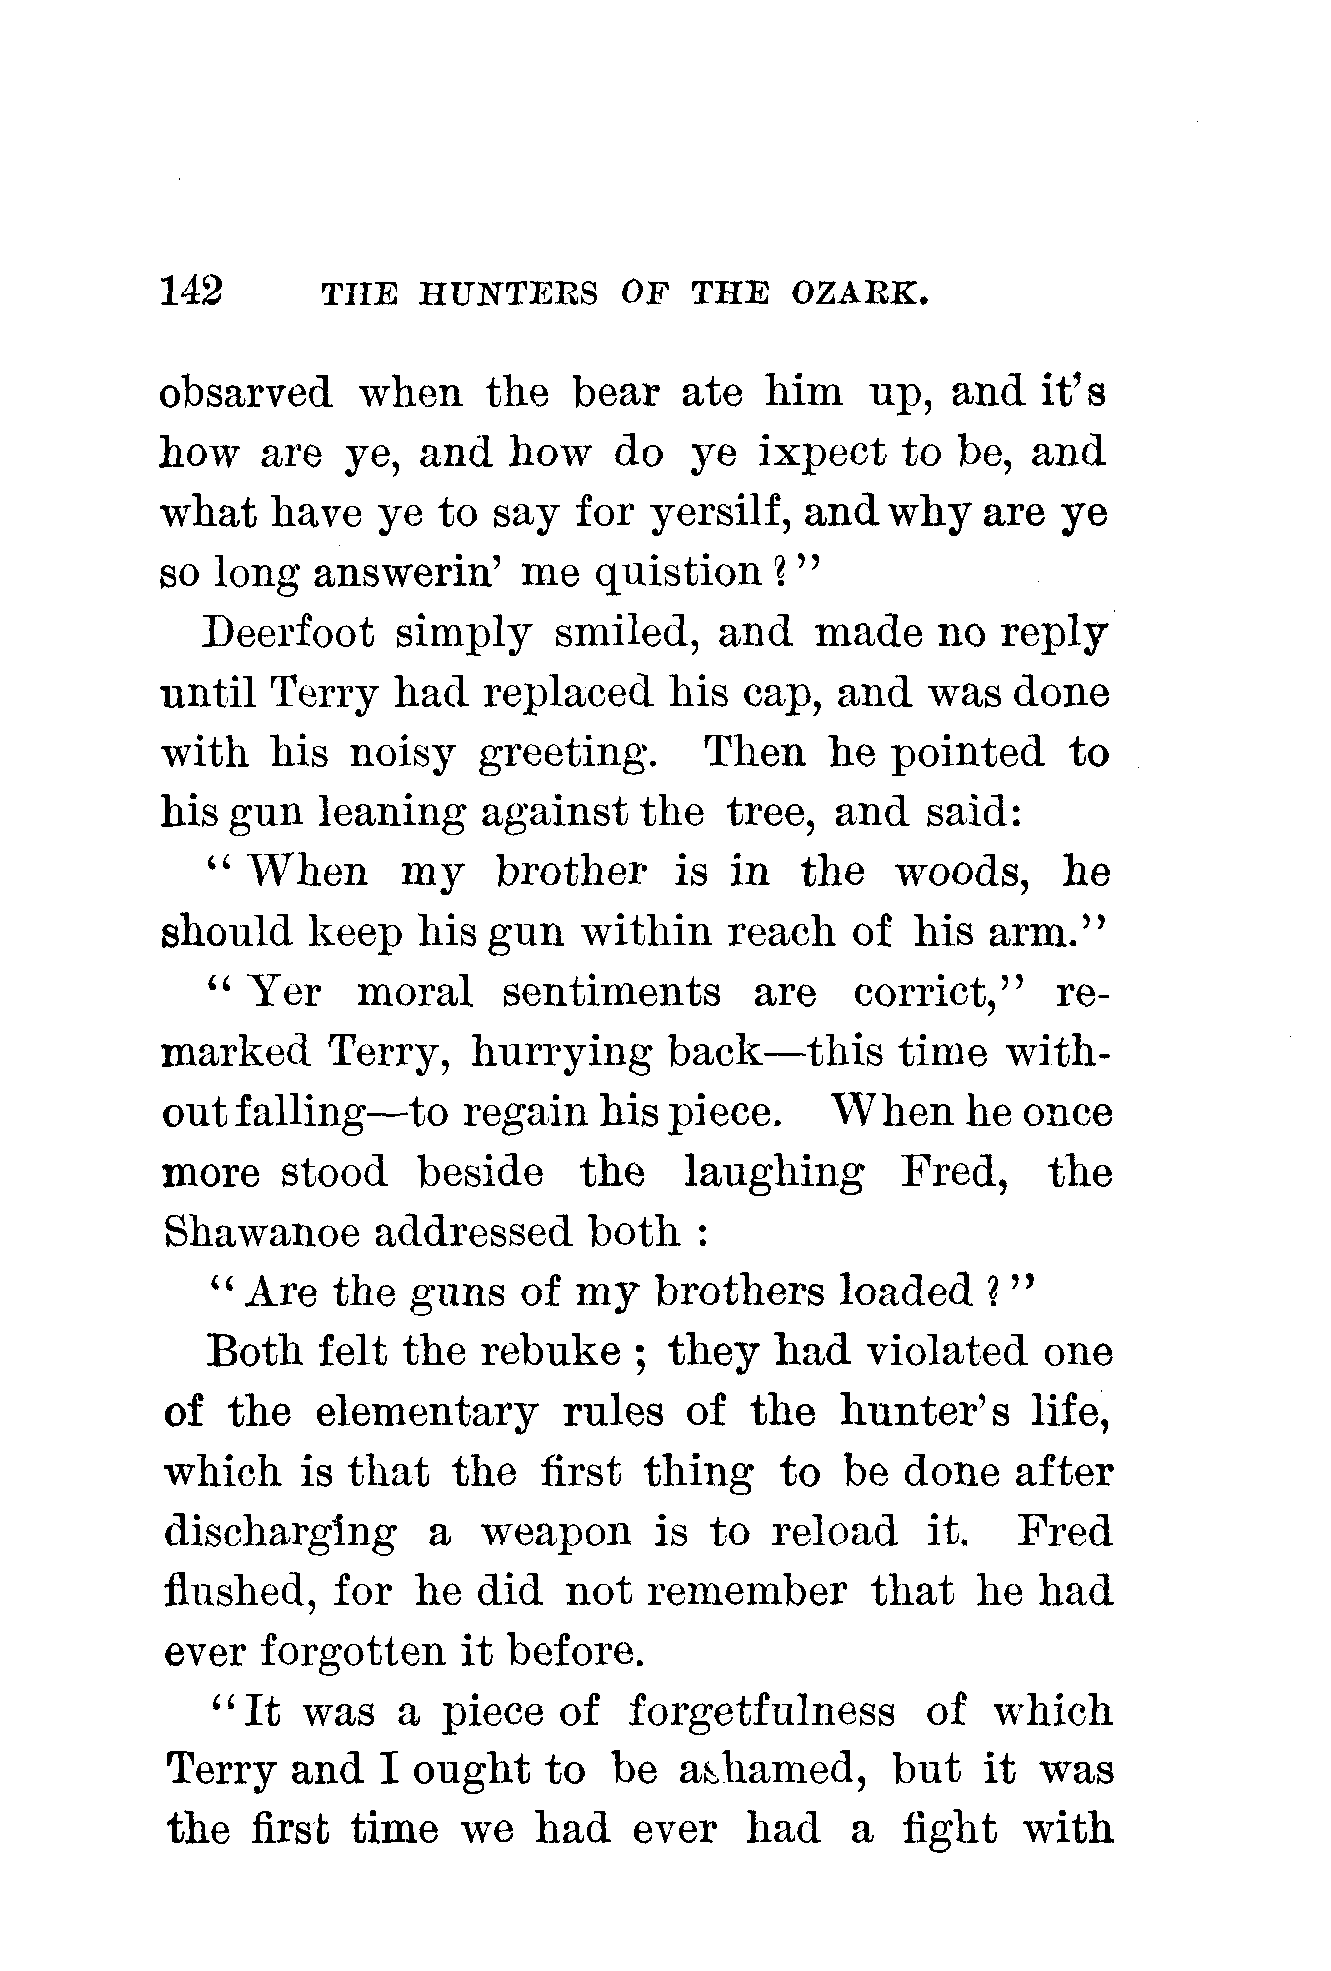 142 THE HUNTERS OF THE OZARK.
obsarved when the bear ate him up, and it's
how are ye, and how do ye ixpect to be, and
what have ye to say for yersilf, and why are ye
so long answerin' me quistion ? "
Deerfoot simply smiled, and made no reply
until Terry had replaced his cap, and was done
with his noisy greeting. Then he pointed to
his gun leaning against the tree, and said:
" When my brother is in the woods, he
should keep his gun within reach of his arm."
" Yer moral sentiments are corrict," re-
marked Terry, hurrying back—this time with-
out falling—to regain his piece. When he once
more stood beside the laughing Fred, the
Shawanoe addressed both :
" Are the guns of my brothers loaded ? "
Both felt the rebuke ; they had violated one
of the elementary rules of the hunter's life,
which is that the first thing to be done after
discharging a weapon is to reload it. Fred
flushed, for he did not remember that he had
ever forgotten it before.
" It was a piece of forgetfulness of which
Terry and I ought to be ashamed, but it was
the first time we had ever had a fight with